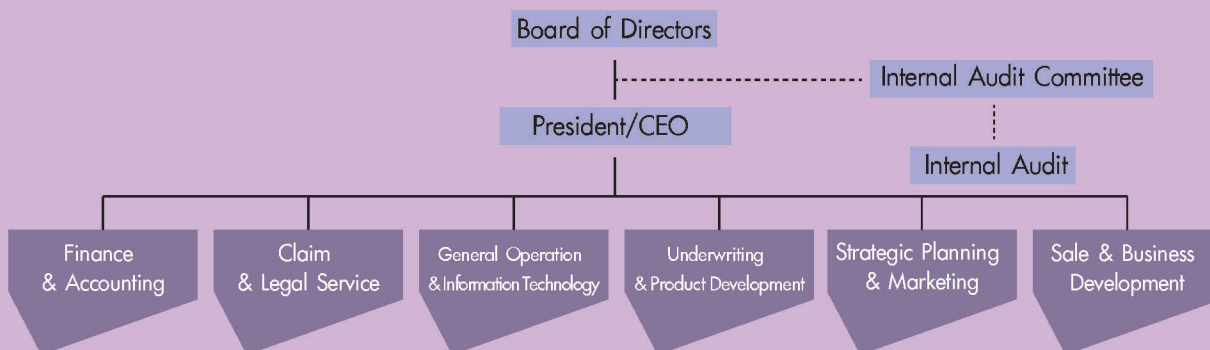 Board of Directors
Internal Audit Committee
President/CEO
Internal Audit
Finance
& Accounting
Claim
& Legal Service
General Operation
& Information Technology
Underwriting
& Product Development
Strategic Planning
& Marketing
Sale & Business
Development